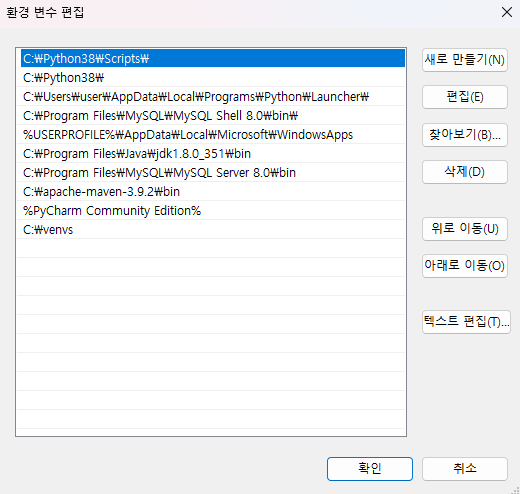 환경 변수 편집
C:₩Python38₩Scripts₩
C:₩Python38₩
C:₩Users₩user₩AppData₩Local₩Programs₩Python₩Launcher₩
C:₩Program Files₩MySQL₩MySQL Shell 8.0₩bin₩
%USERPROFILE%₩AppData₩Local₩Microsoft₩WindowsApps
C:₩Program Files₩Java₩jdk1.8.0_351₩bin
C:₩Program Files₩MySQL₩MySQL Server 8.0₩bin
C:₩apache-maven-3.9.2₩bin
%PyCharm Community Edition%
C:₩venvs
새로 만들기(N)
편집(E)
찾아보기(B)...
삭제(D)
위로 이동(U)
아래로 이동(O)
텍스트 편집(T)...
확인
취소